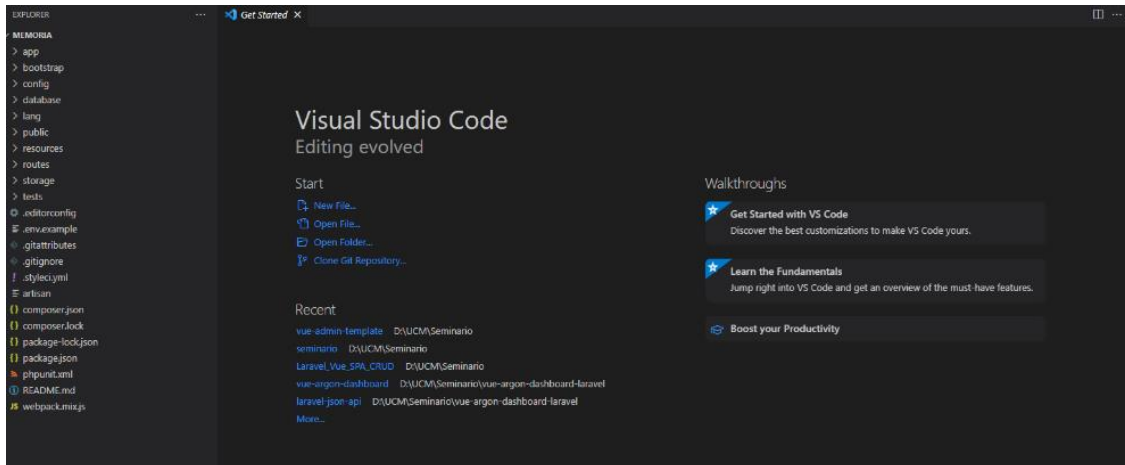 EXPLORER
MEMORIA
app
bootstrap
config
database
lang
public
resources
routes
storage
tests
.editorconfig
.env.example
.gitattributes
.gitignore
.styleci.yml
artisan
composer.json
composer.lock
package-lock.json
package.json
phpunit.xml
README.md
JS webpack.mix.js
Get Started
Visual Studio Code
Editing evolved
Start
New File...
Open File...
Open Folder...
Clone Git Repository...
Recent
vue-admin-template D:\UCM\Seminario
seminario D:\UCM\Seminario
Laravel_Vue_SPA_CRUD D:\UCM\Seminario
vue-argon-dashboard D:\UCM\Seminario\vue-argon-dashboard-laravel
laravel-json-api D:\UCM\Seminario\vue-argon-dashboard-laravel
More...
Walkthroughs
Get Started with VS Code
Discover the best customizations to make VS Code yours.
Learn the Fundamentals
Jump right into VS Code and get an overview of the must-have features.
Boost your Productivity